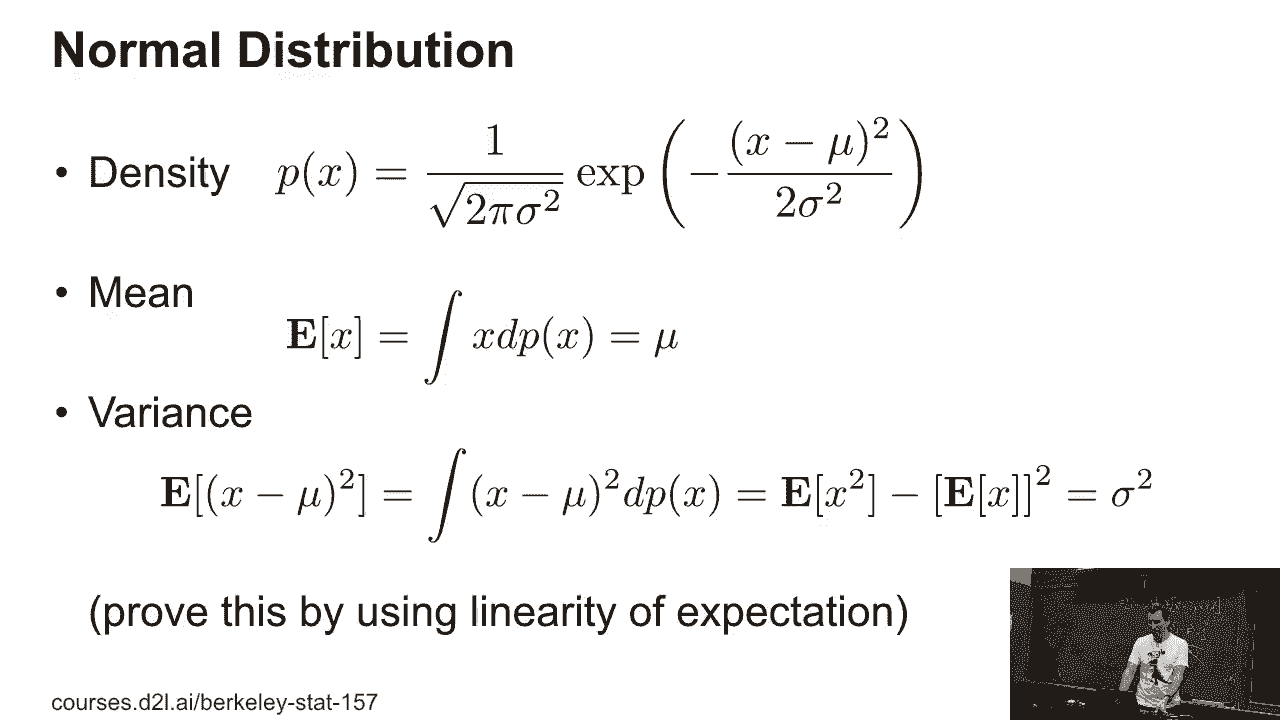 Normal Distribution
• Density p(x) = \frac{1}{\sqrt{2\pi\sigma^2}} \exp\left(-\frac{(x-\mu)^2}{2\sigma^2}\right)
• Mean
\mathbf{E}[x] = \int xdp(x) = \mu
• Variance
\mathbf{E}[(x-\mu)^2] = \int (x-\mu)^2 dp(x) = \mathbf{E}[x^2] - [\mathbf{E}[x]]^2 = \sigma^2
(prove this by using linearity of expectation)
courses.d2l.ai/berkeley-stat-157